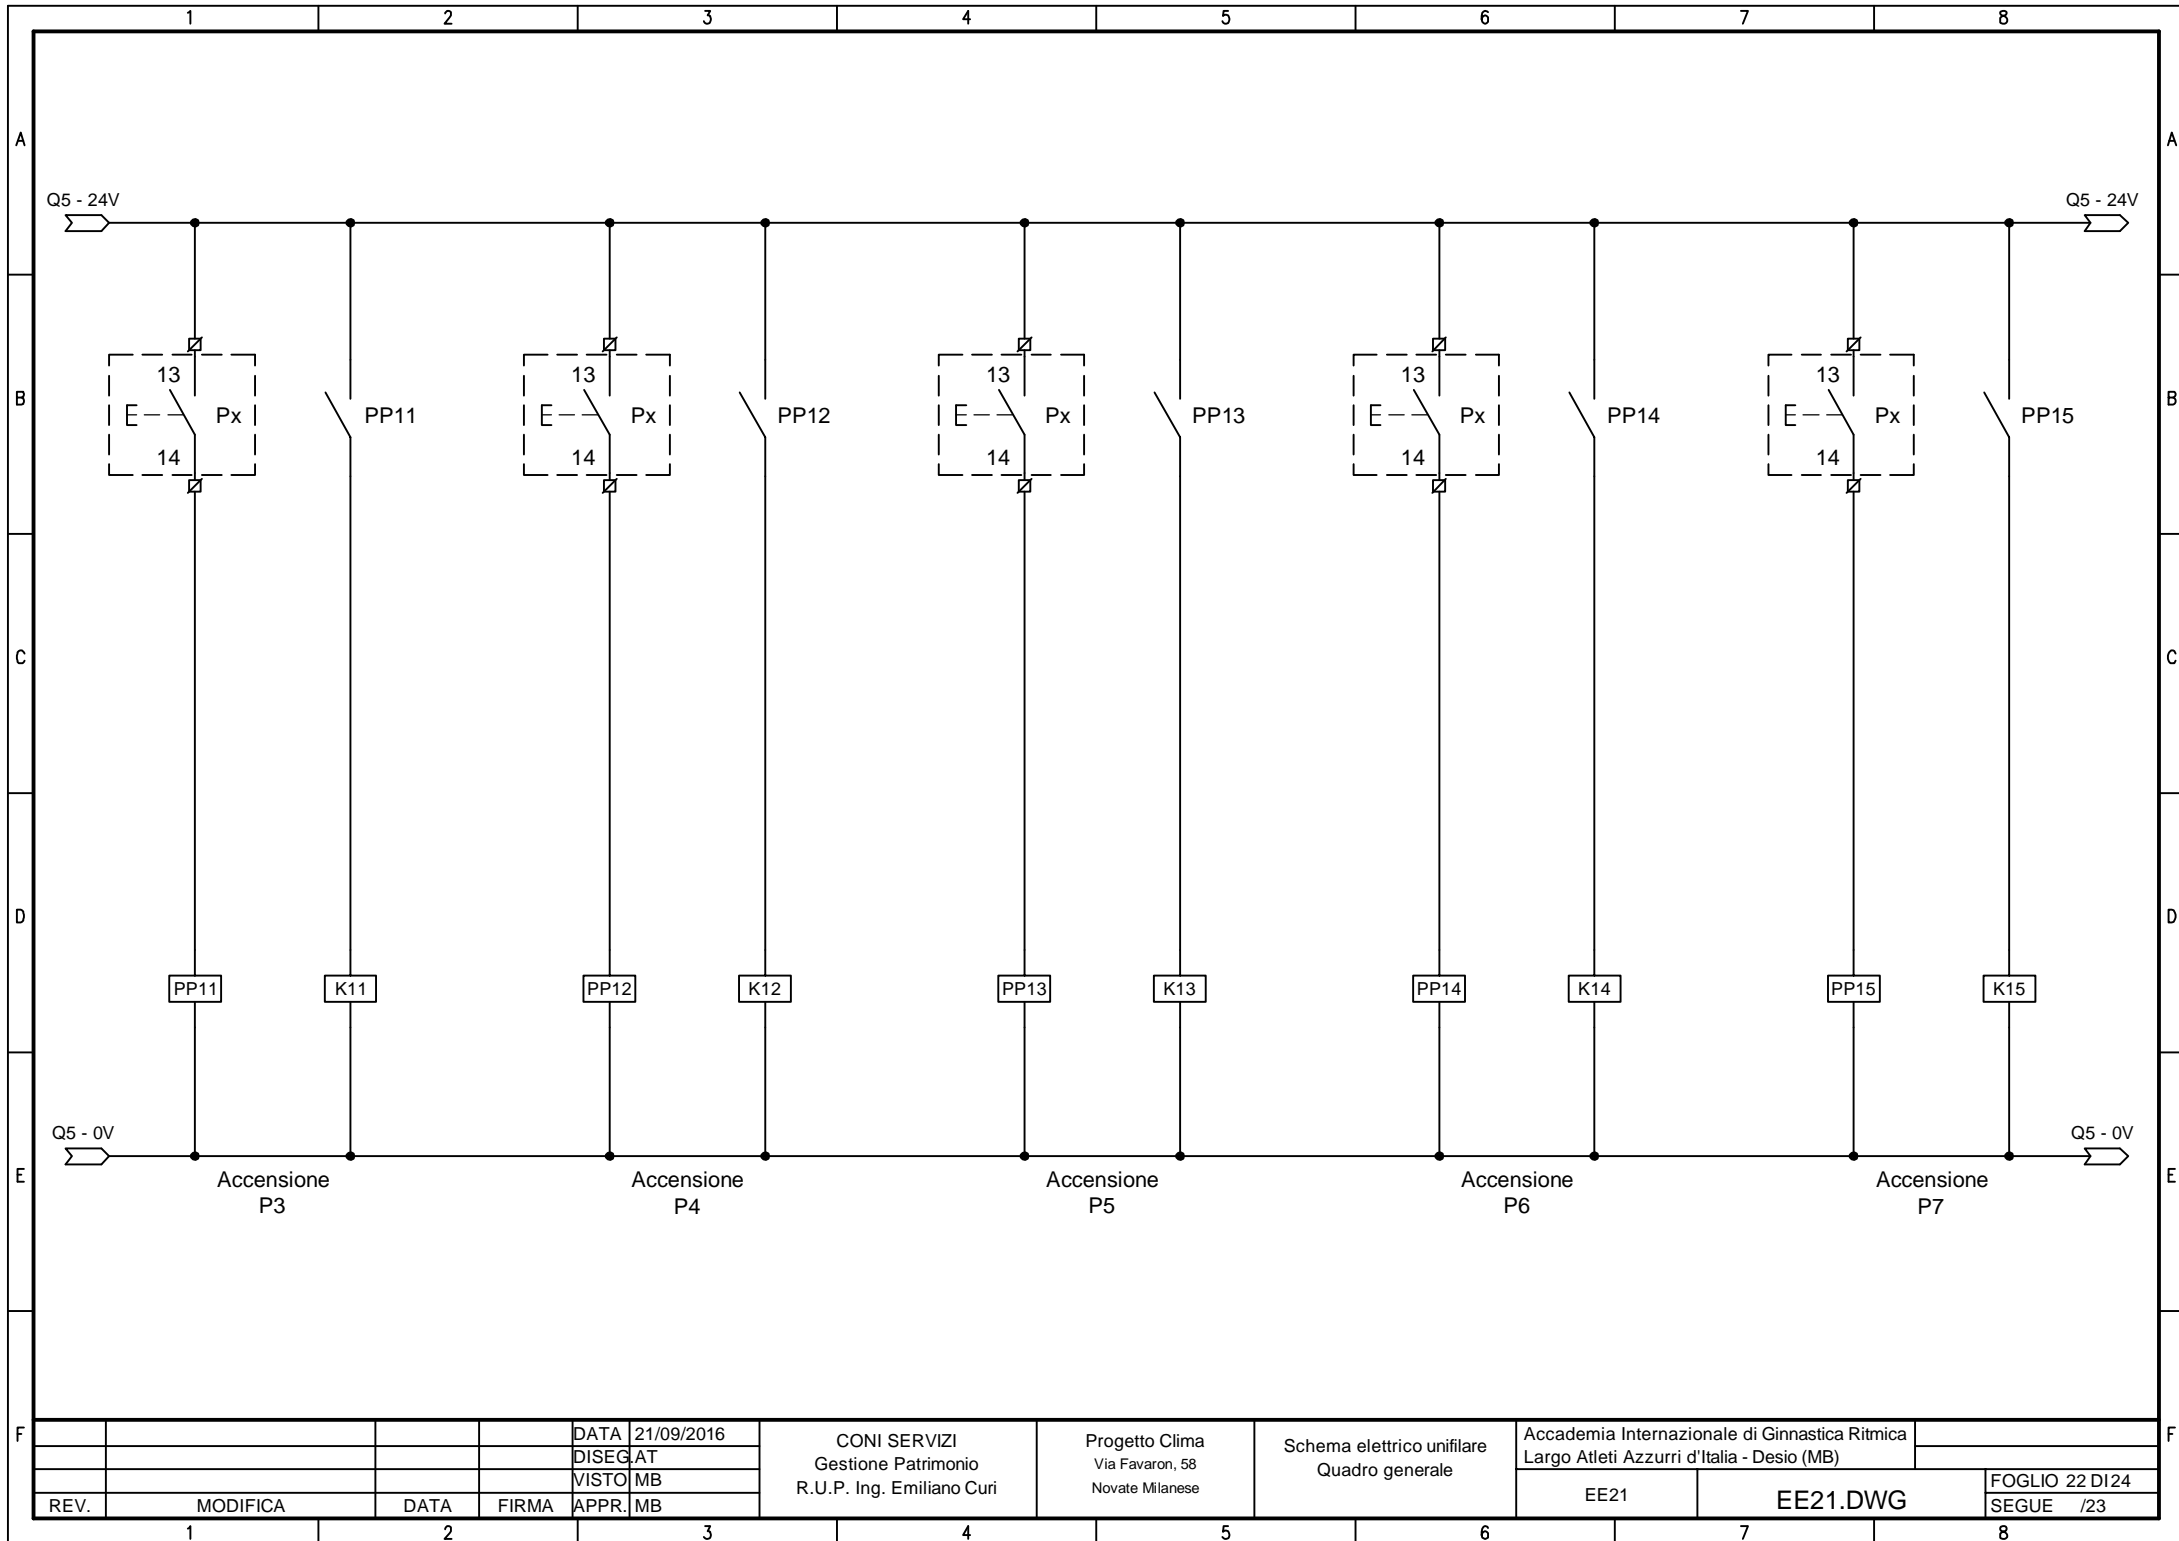 1 2 3 4 5 6 7 8
A A
Q5 - 24V Q5 - 24V
13 13 13 13 13
B B
E Px PP11 E Px PP12 E Px PP13 E Px PP14 E Px PP15
14 14 14 14 14
C C
D D
PP11 K11 PP12 K12 PP13 K13 PP14 K14 PP15 K15
Q5 - 0V Q5 - 0V
E E
Accensione
P3
Accensione
P4
Accensione
P5
Accensione
P6
Accensione
P7
F F
REV. MODIFICA DATA FIRMA
DATA 21/09/2016
DISEG. AT
VISTO MB
APPR. MB
CONI SERVIZI
Gestione Patrimonio
R.U.P. Ing. Emiliano Curi
Progetto Clima
Via Favaron, 58
Novate Milanese
Schema elettrico unifilare
Quadro generale
Accademia Internazionale di Ginnastica Ritmica
Largo Atleti Azzurri d'Italia - Desio (MB)
EE21
EE21.DWG
FOGLIO 22 DI 24
SEGUE /23
1 2 3 4 5 6 7 8